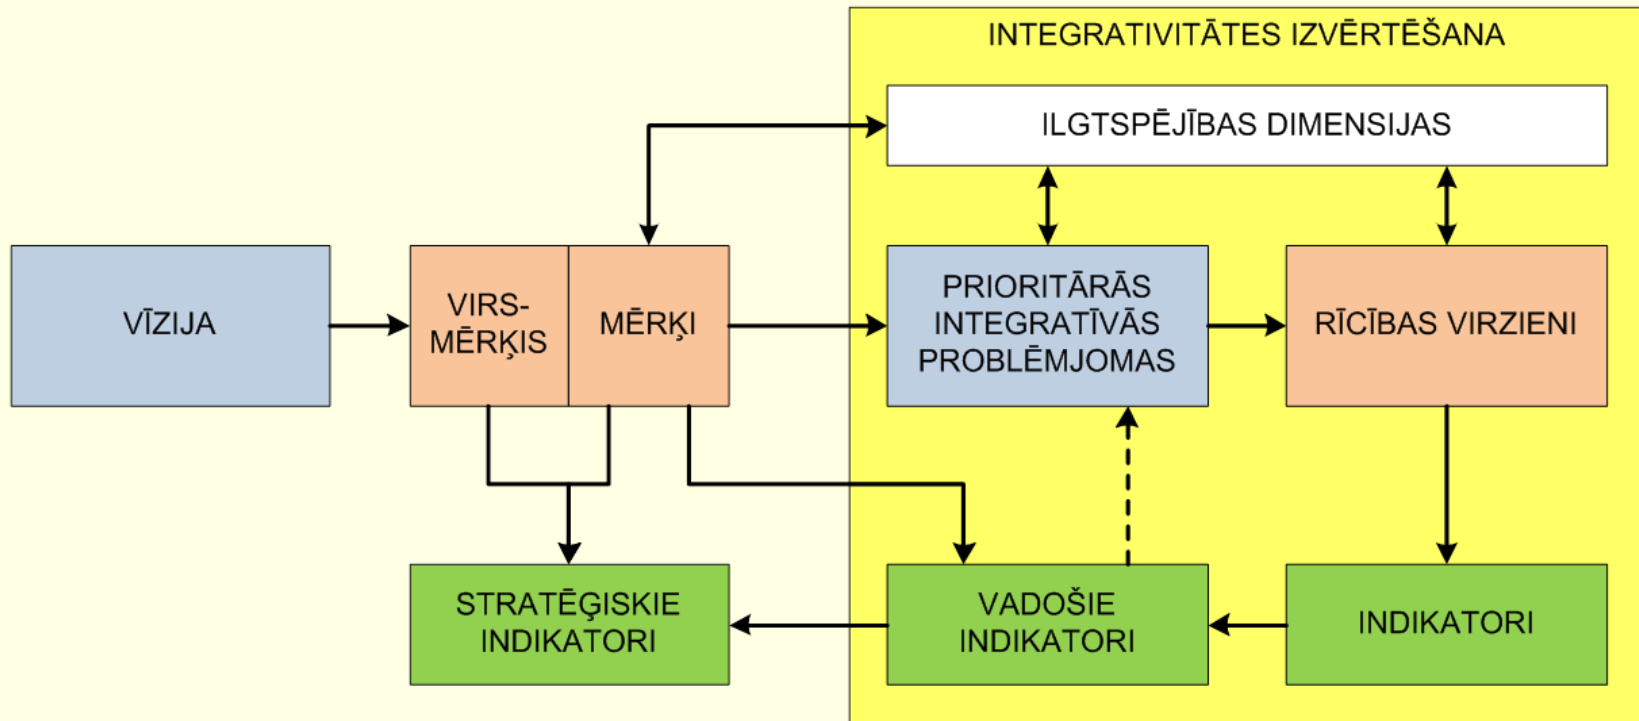 INTEGRATIVITĀTES IZVĒRTĒŠANA
ILGTSPĒJĪBAS DIMENSIJAS
VĪZIJA
VIRS-
MĒRĶIS
MĒRĶI
PRIORITĀRĀS
INTEGRATĪVĀS
PROBLĒMJOMAS
RĪCĪBAS VIRZIENI
STRATĒĢISKIE
INDIKATORI
VADOŠIE
INDIKATORI
INDIKATORI